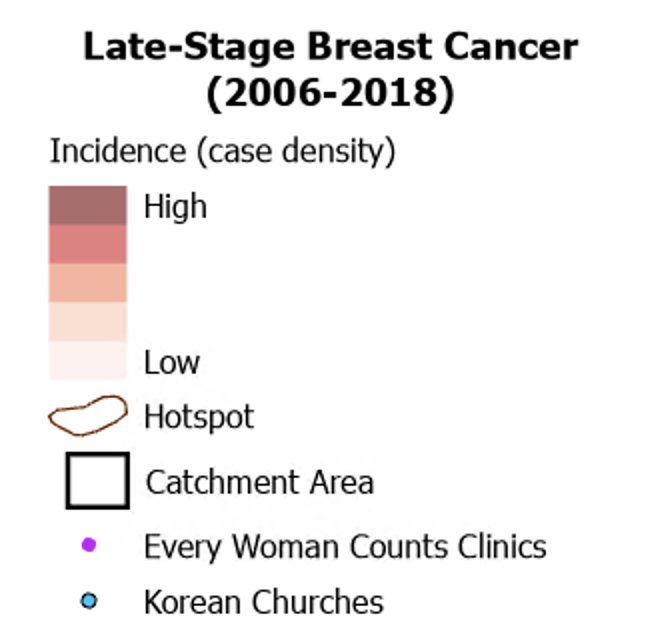 Late-Stage Breast Cancer
(2006-2018)
Incidence (case density)
High
Low
Hotspot
Catchment Area
Every Woman Counts Clinics
Korean Churches